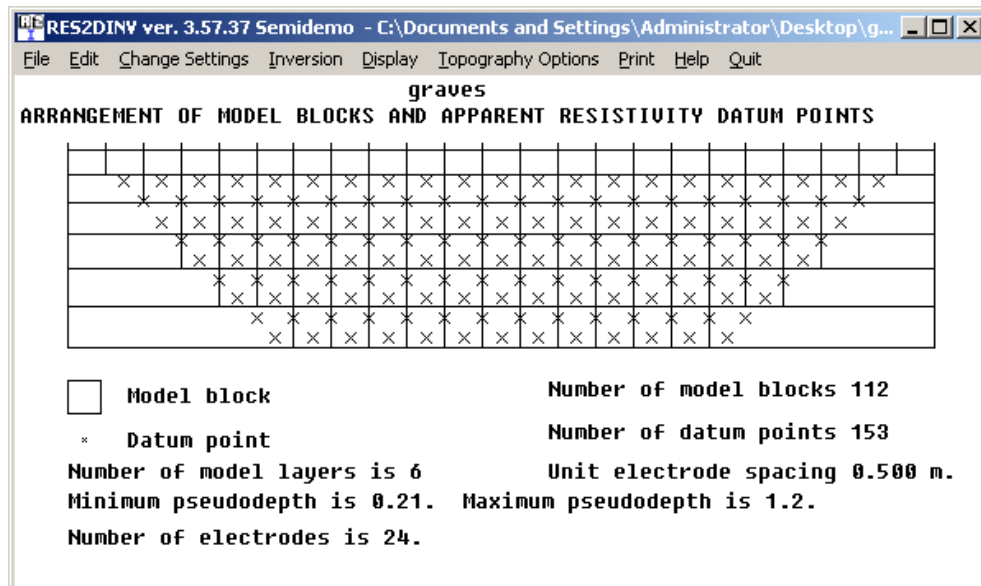 RES2DINV ver. 3.57.37 Semidemo - C:\Documents and Settings\Administrator\Desktop\g...
File Edit Change Settings Inversion Display Topography Options Print Help Quit
graves
ARRANGEMENT OF MODEL BLOCKS AND APPARENT RESISTIVITY DATUM POINTS
Model block
Number of model blocks 112
Datum point
Number of datum points 153
Number of model layers is 6
Unit electrode spacing 0.500 m.
Minimum pseudodepth is 0.21. Maximum pseudodepth is 1.2.
Number of electrodes is 24.